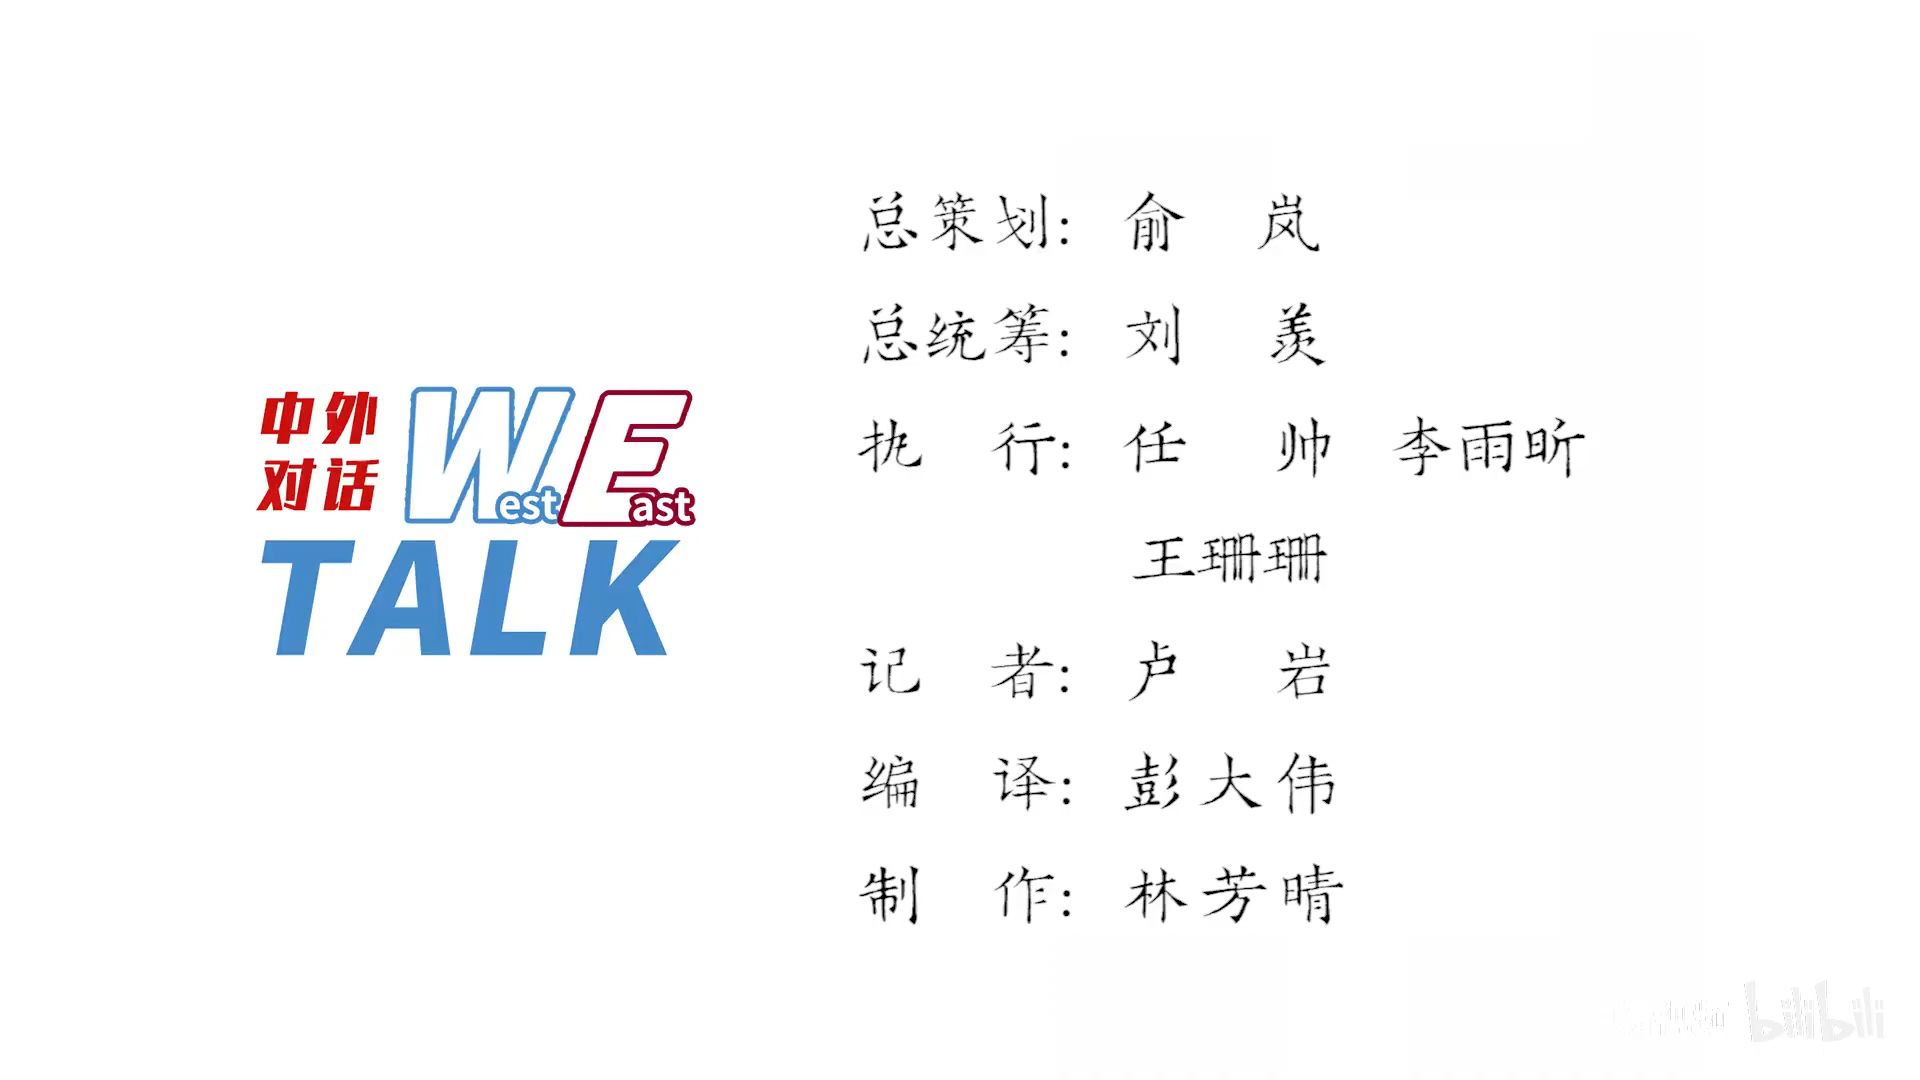 中外
对话
West East
TALK
总策划：俞 岚
总统筹：刘 羡
执 行：任 帅 李雨昕
王珊珊
记 者：卢 岩
编 译：彭大伟
制 作：林芳晴
bilibili